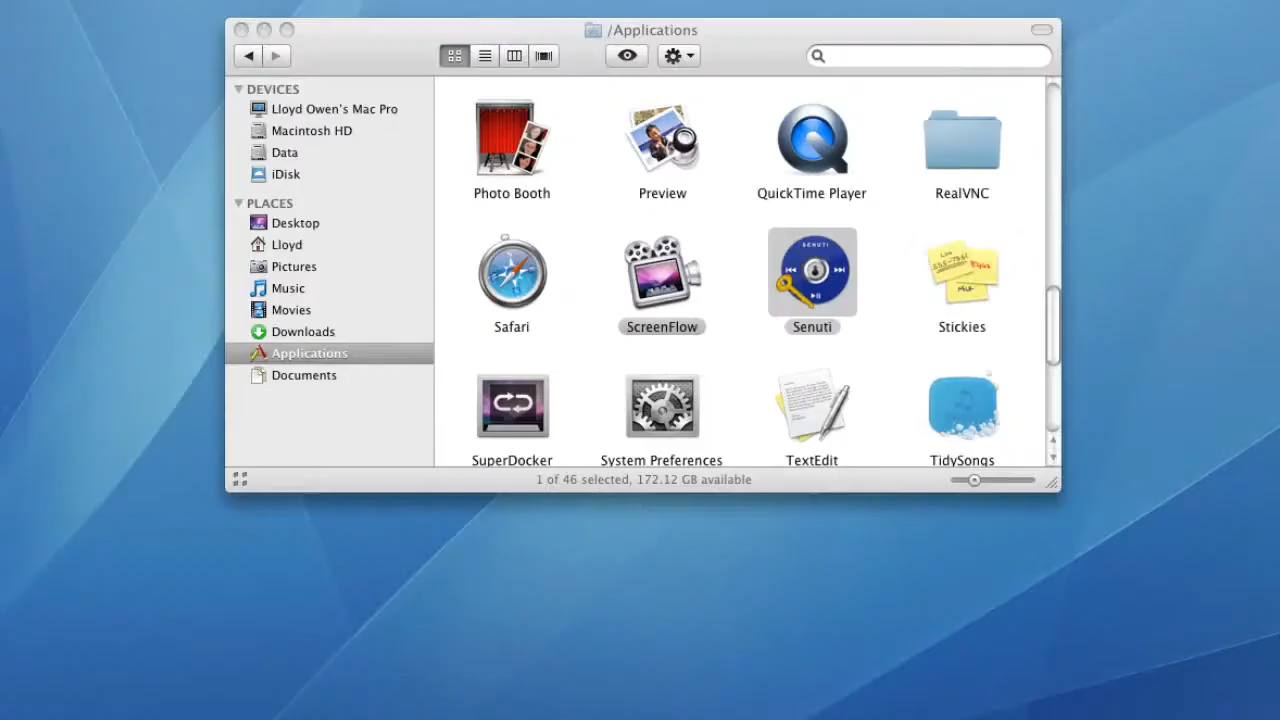 /Applications
DEVICES
Lloyd Owen's Mac Pro
Macintosh HD
Data
iDisk
PLACES
Desktop
Lloyd
Pictures
Music
Movies
Downloads
Applications
Documents
Photo Booth
Preview
QuickTime Player
RealVNC
SENUTI
Safari
ScreenFlow
Senuti
Stickies
SuperDocker
System Preferences
TextEdit
TidySongs
1 of 46 selected, 172.12 GB available